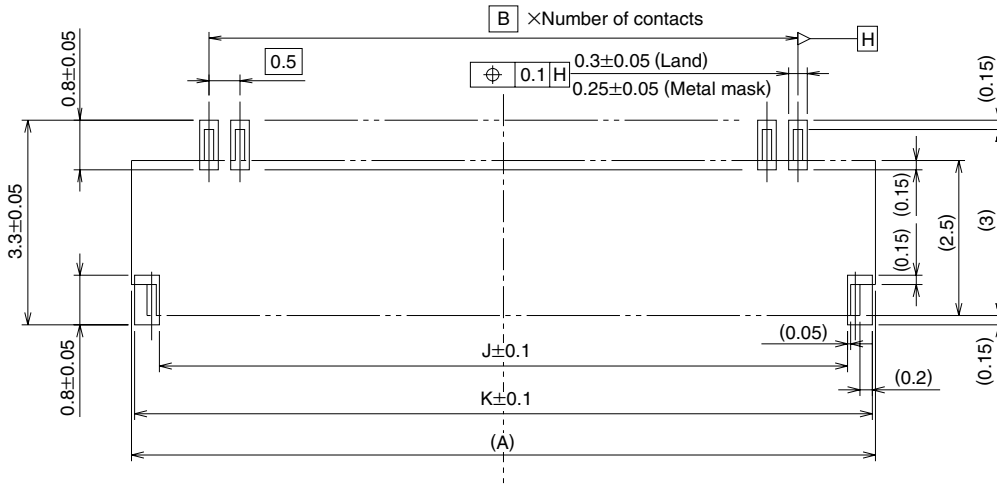 B ×Number of contacts
H
0.8±0.05
0.5
0.1 H
0.3±0.05 (Land)
0.25±0.05 (Metal mask)
(0.15)
3.3±0.05
(0.15)
(0.15)
(2.5)
(3)
0.8±0.05
(0.05)
(0.15)
J±0.1
(0.2)
K±0.1
(A)